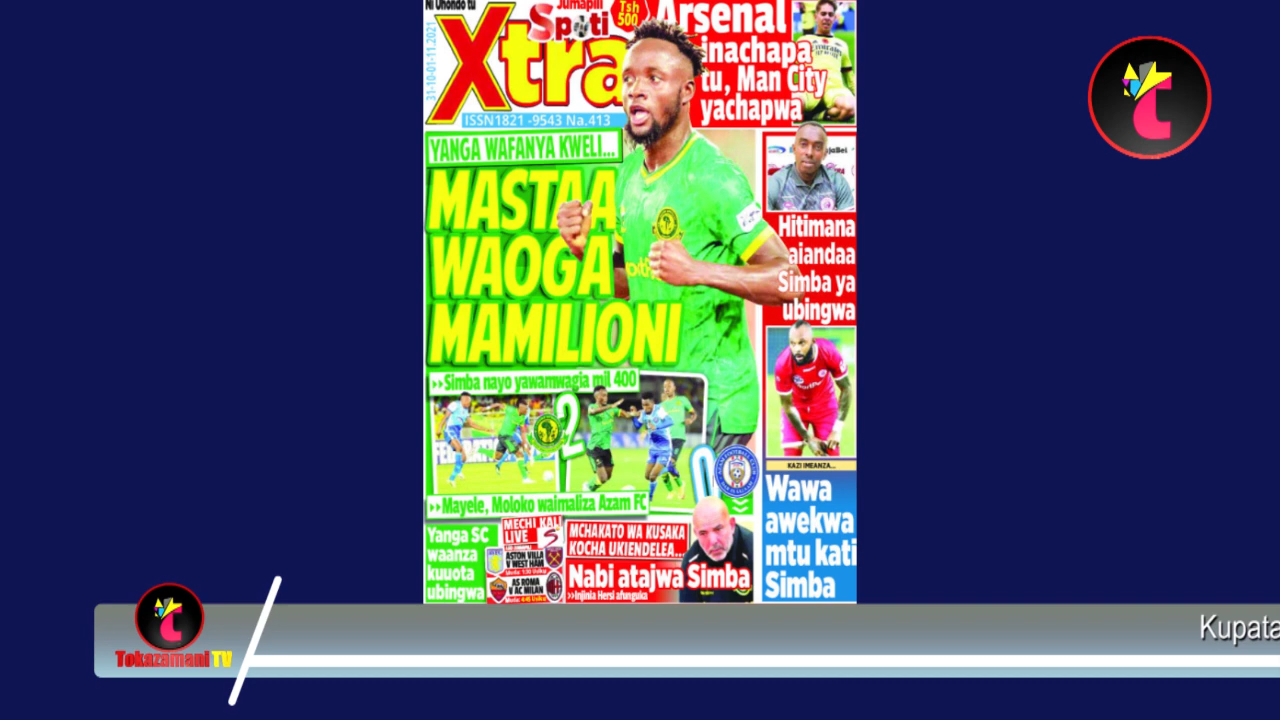 Ni Uhondo tu
Jumapili
Spoti
Tsh
500
Xtra
31-10-01-11.2021
ISSN1821 -9543 Na.413
Arsenal
inachapa
tu, Man City
yachapwa
YANGA WAFANYA KWELI...
MASTAA
WAOGA
MAMILIONI
Simba nayo yawamwagia mil 400
2
0
Mayele, Moloko waimaliza Azam FC
Hitimana
aiandaa
Simba ya
ubingwa
KAZI IMEANZA...
Wawa
awekwa
mtu kati
Simba
Yanga SC
waanza
kuuota
ubingwa
MECHI KALI
LIVE
ASTON VILLA
V WEST HAM
AS ROMA
V AC MILAN
MCHAKATO WA KUSAKA
KOCHA UKIENDELEA...
Nabi atajwa Simba
Injinia Hersi afunguka
Tokazamani TV
Kupata